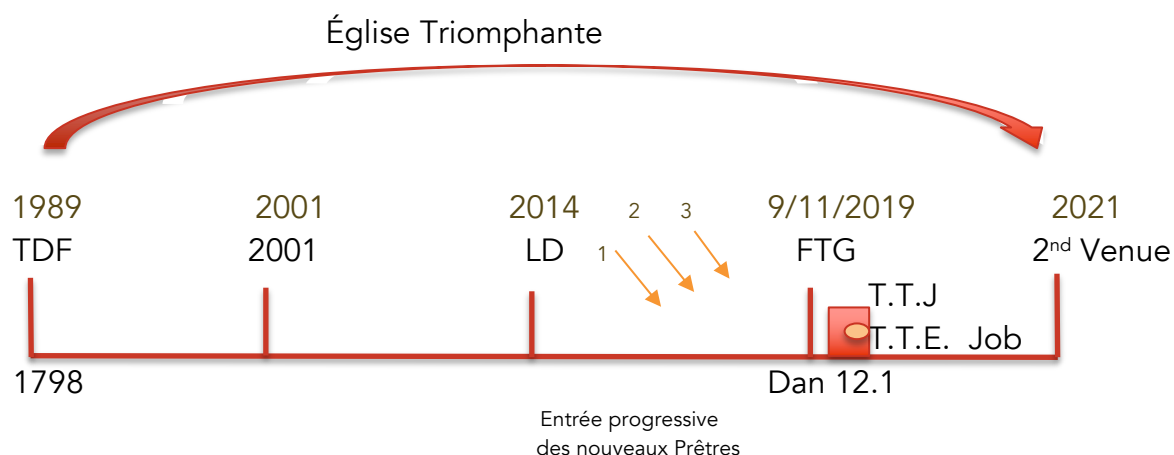 Église Triomphante
1989 2001 2014 2 3 9/11/2019 2021
TDF 2001 LD 1 FTG 2nd Venue
T.T.J
T.T.E. Job
1798 Dan 12.1
Entrée progressive
des nouveaux Prêtres